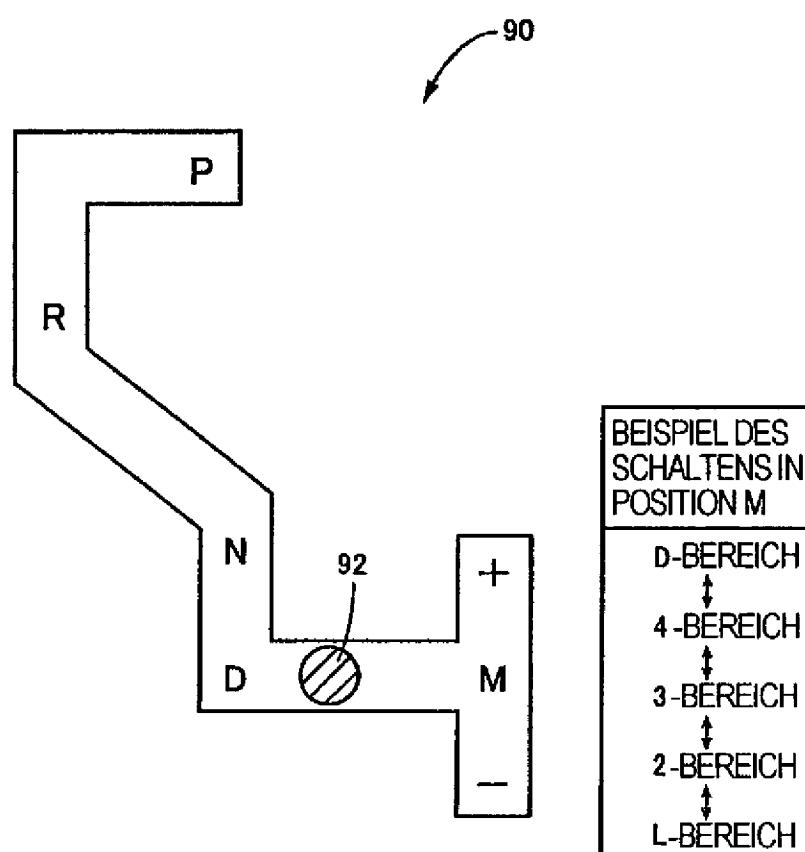 90
P
R
N
92
+
D
M
−
BEISPIEL DES
SCHALTENS IN
POSITION M
D-BEREICH
4-BEREICH
3-BEREICH
2-BEREICH
L-BEREICH